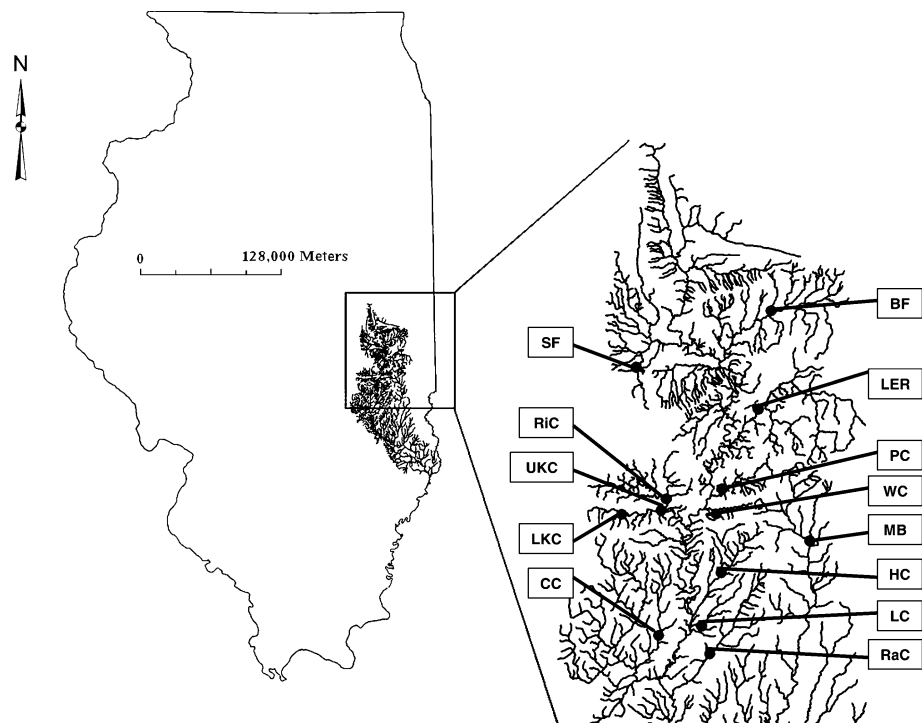 N
0 128,000 Meters
BF
SF
LER
RiC
PC
UKC
WC
LKC
MB
CC
HC
LC
RaC